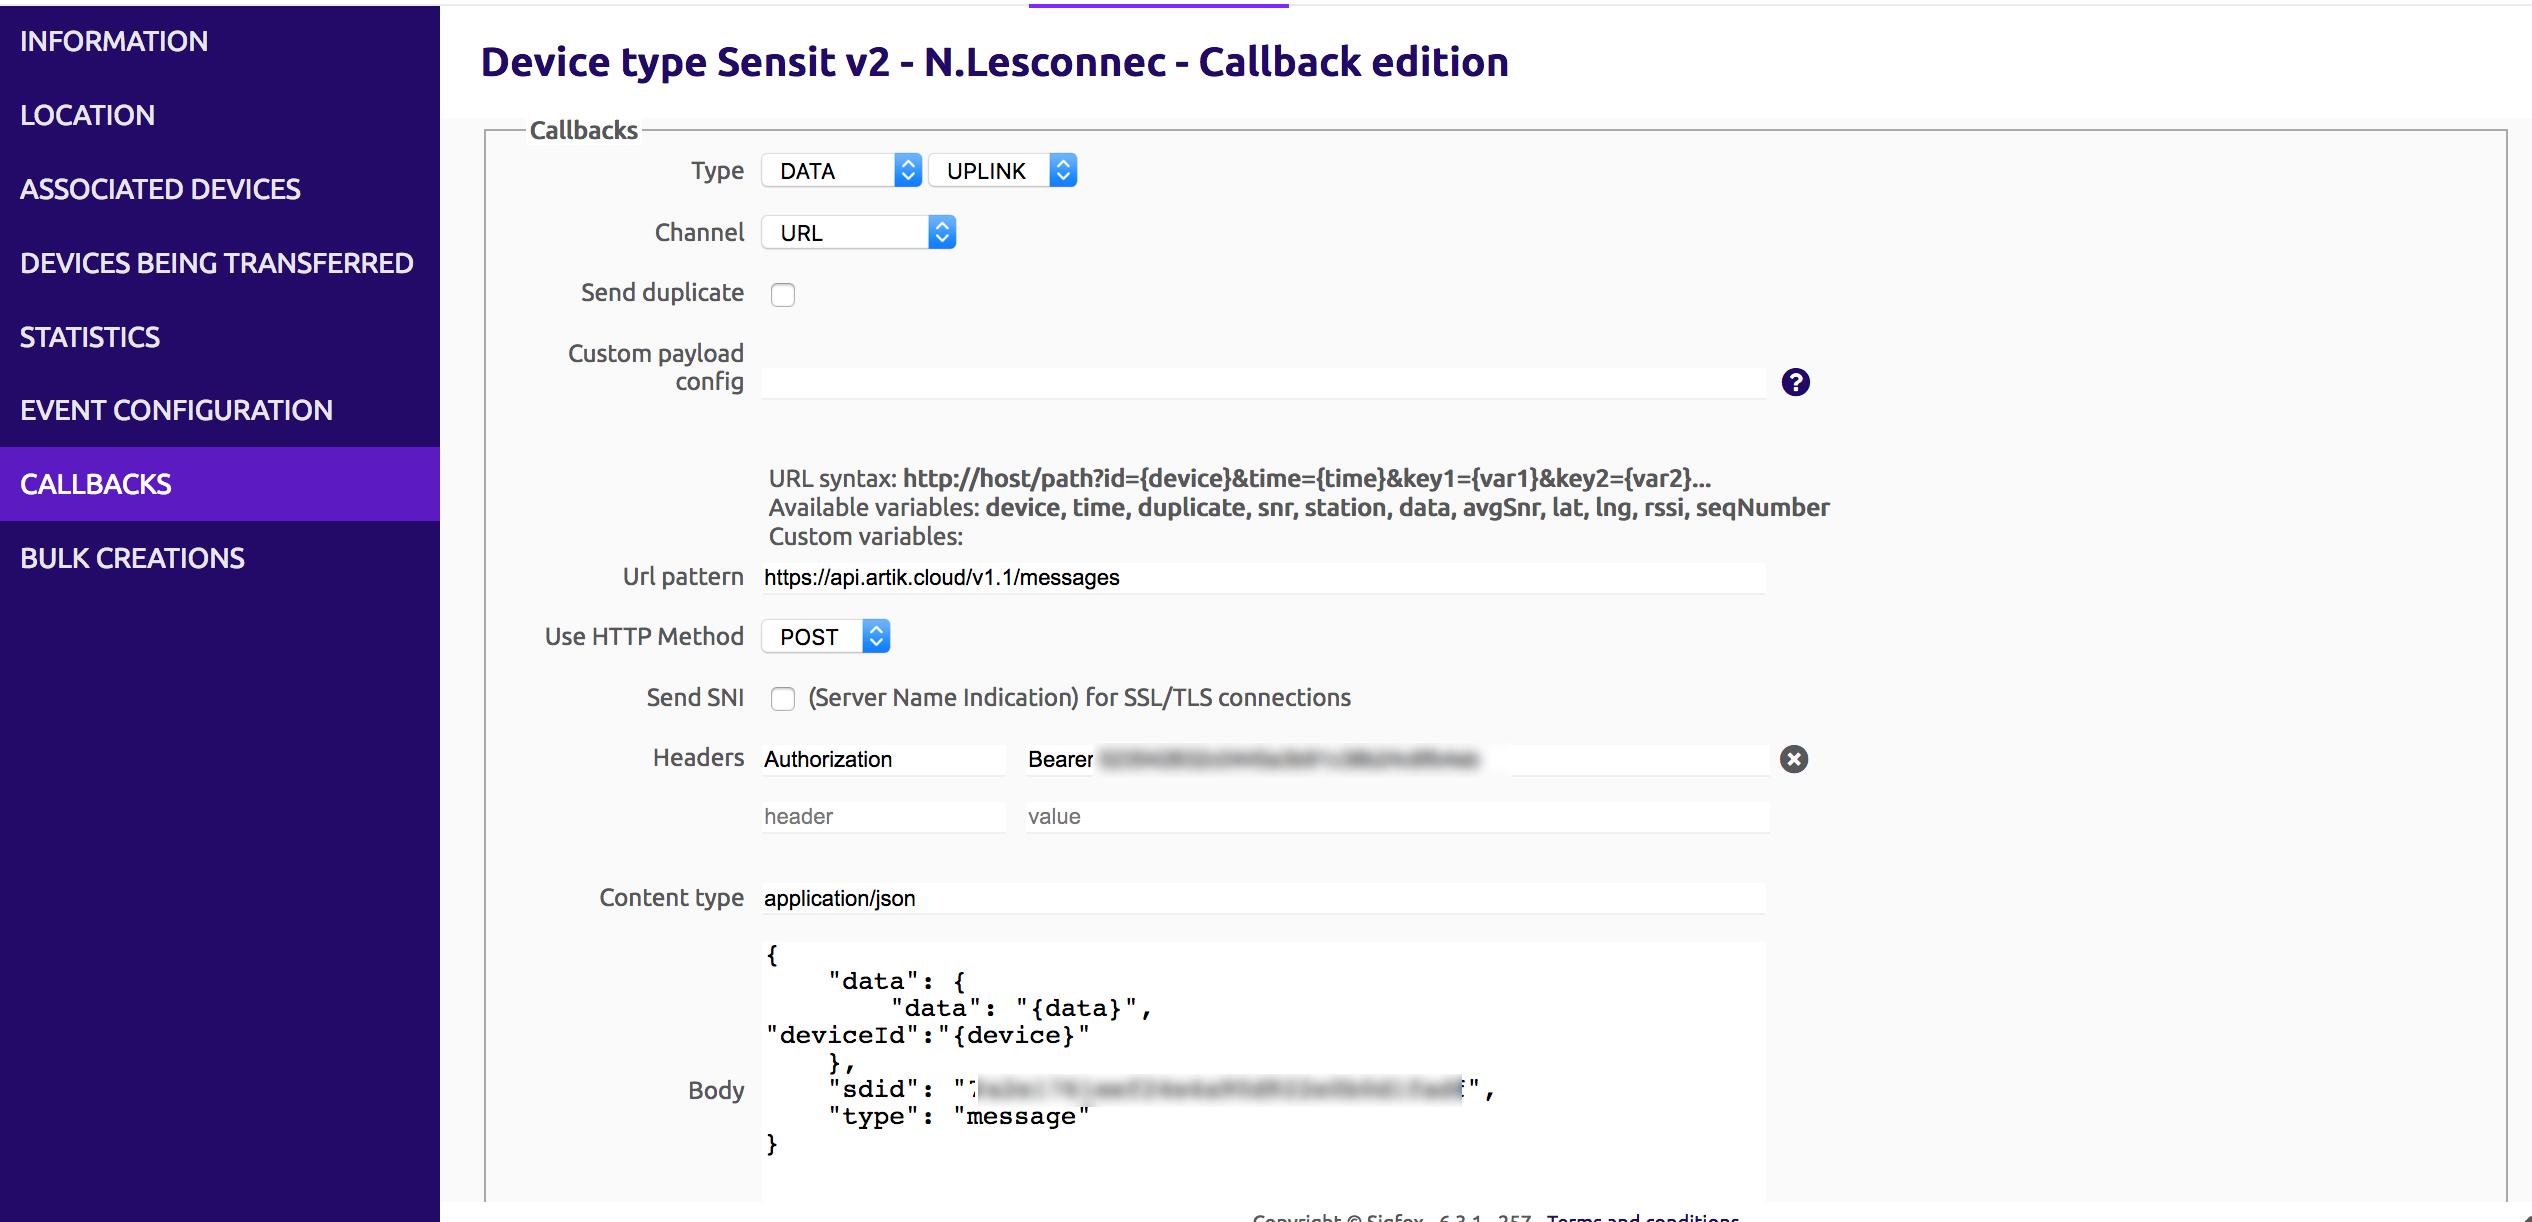 INFORMATION
LOCATION
ASSOCIATED DEVICES
DEVICES BEING TRANSFERRED
STATISTICS
EVENT CONFIGURATION
CALLBACKS
BULK CREATIONS
Device type Sensit v2 - N.Lesconnec - Callback edition
Callbacks
Type DATA UPLINK
Channel URL
Send duplicate
Custom payload
config
URL syntax: http://host/path?id={device}&time={time}&key1={var1}&key2={var2}...
Available variables: device, time, duplicate, snr, station, data, avgSnr, lat, lng, rssi, seqNumber
Custom variables:
Url pattern https://api.artik.cloud/v1.1/messages
Use HTTP Method POST
Send SNI (Server Name Indication) for SSL/TLS connections
Headers Authorization Bearer
header value
Content type application/json
Body
{
"data": {
"data": "{data}",
"deviceId":"{device}"
},
"sdid": "
",
"type": "message"
}
Copyright © Sigfox - 6.3.1 - 257 - Terms and conditions